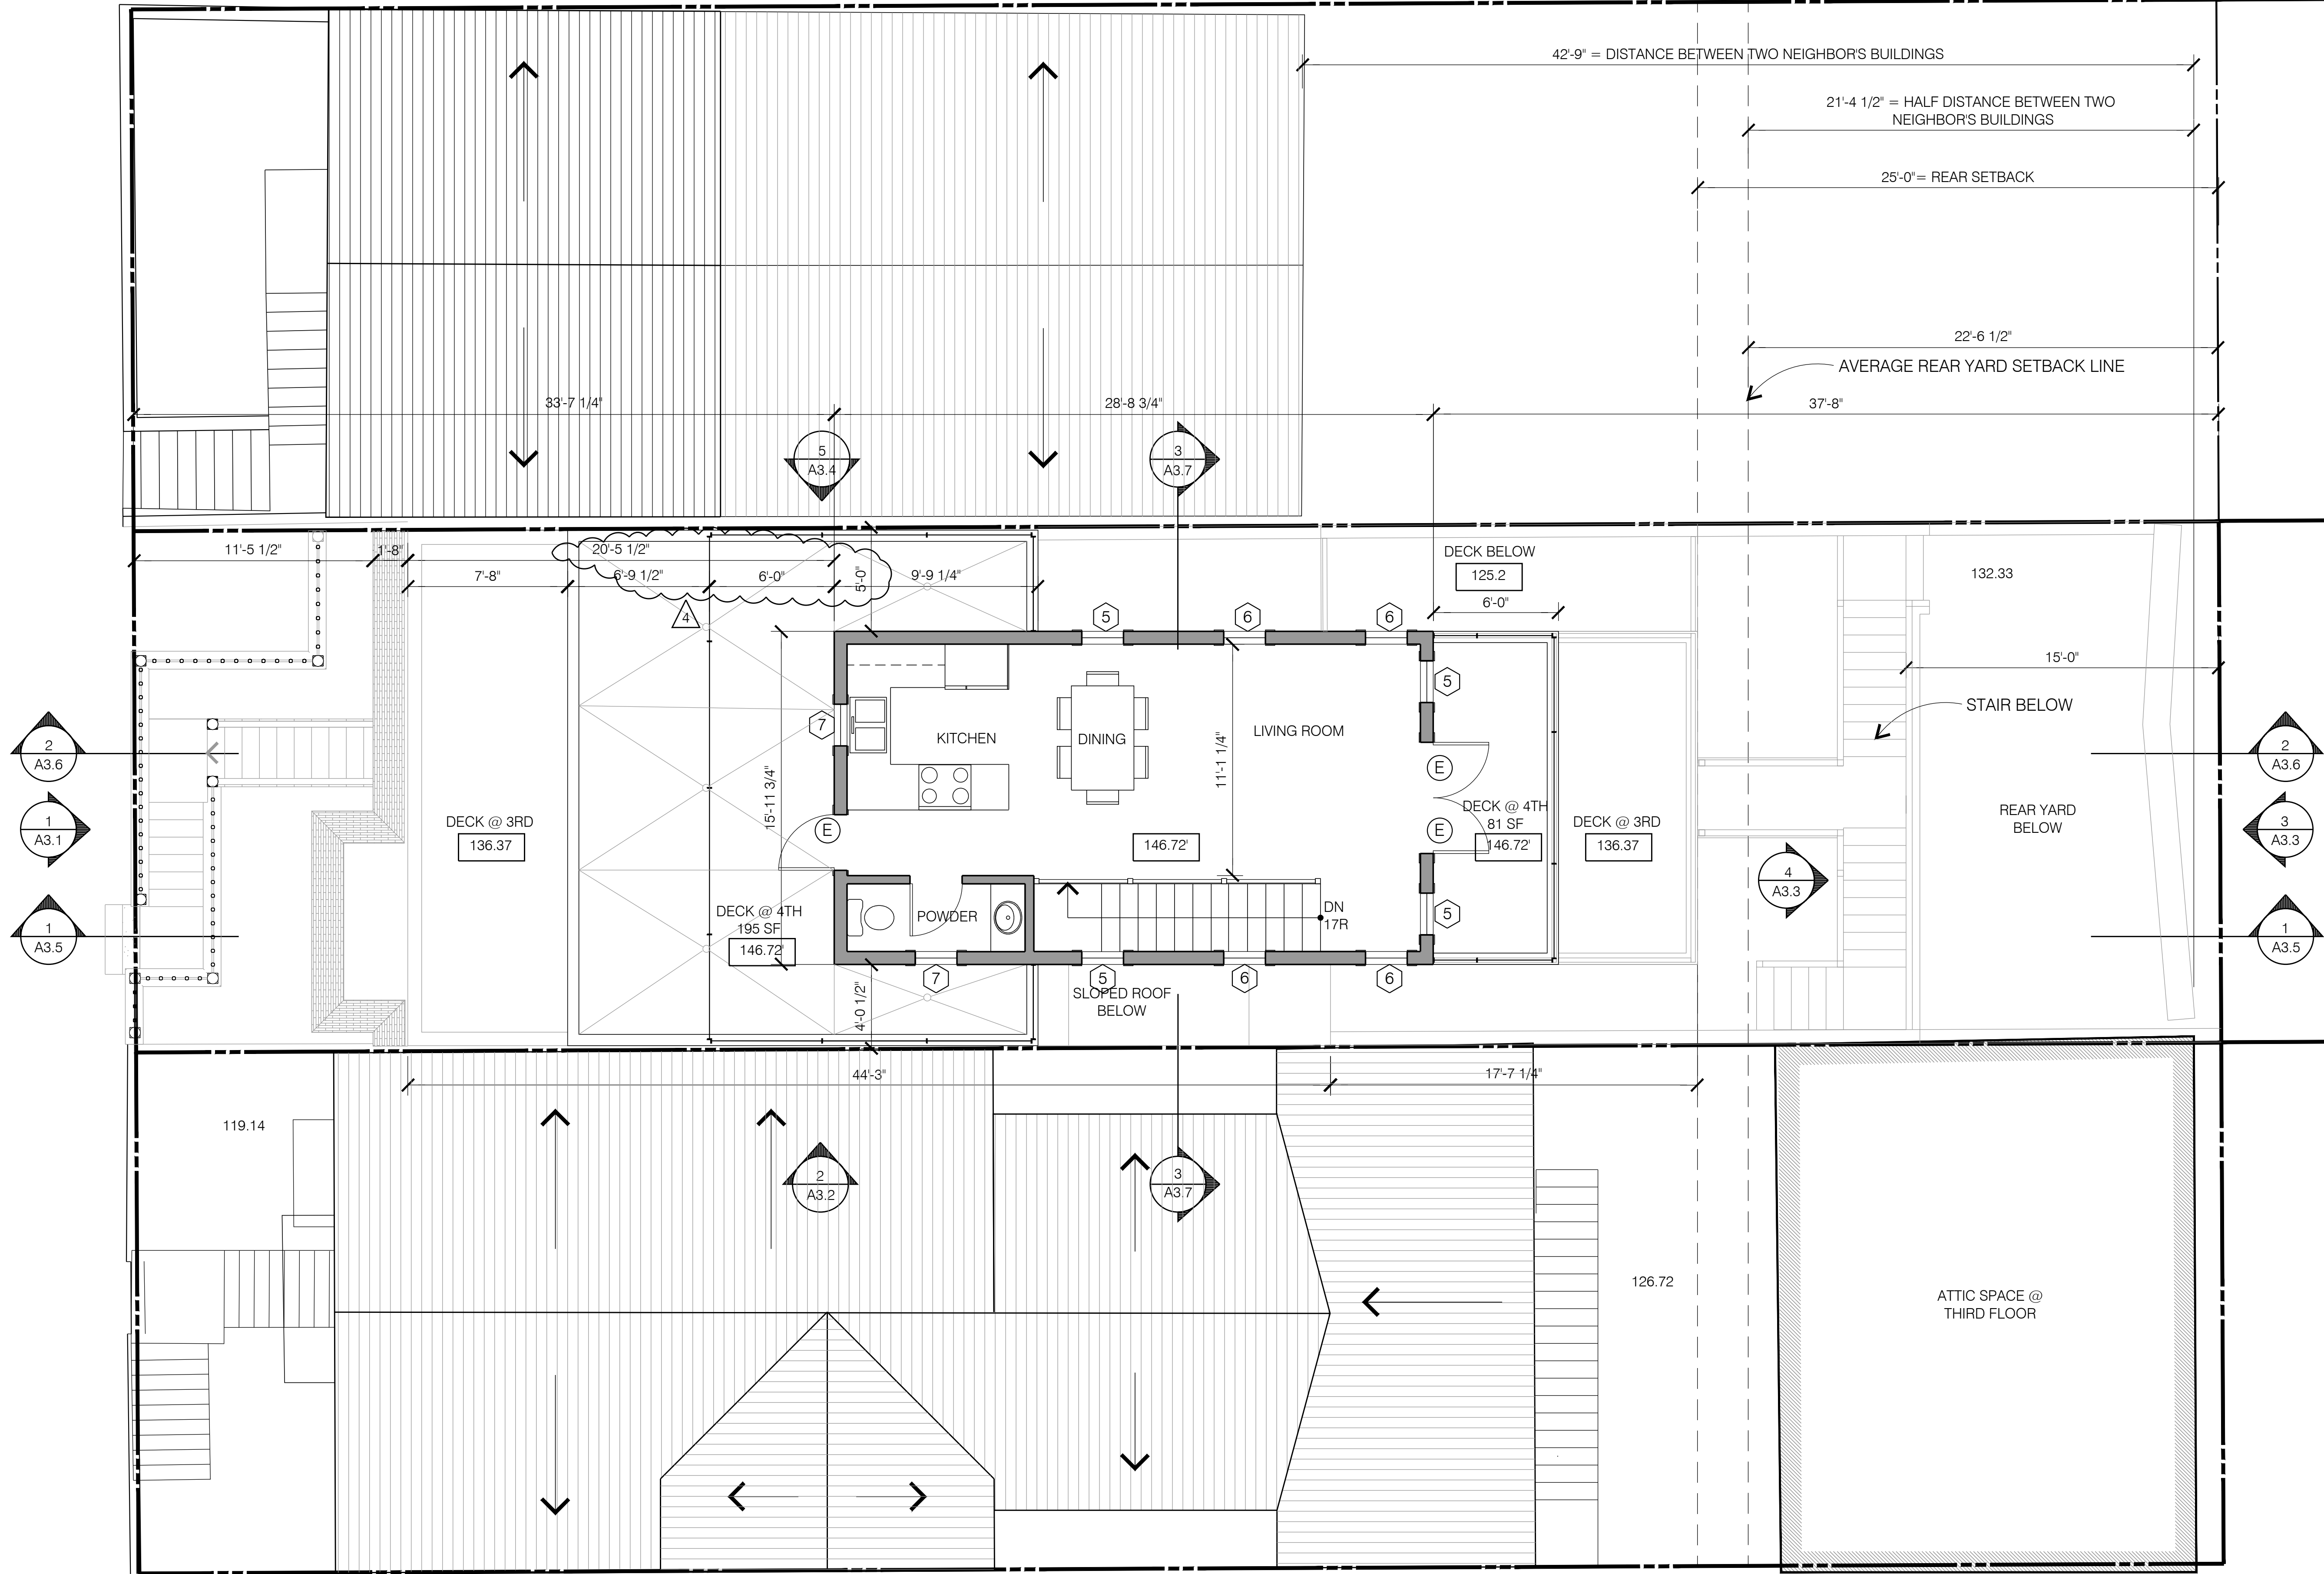 42'-9" = DISTANCE BETWEEN TWO NEIGHBOR'S BUILDINGS
21'-4 1/2" = HALF DISTANCE BETWEEN TWO
NEIGHBOR'S BUILDINGS
25'-0"= REAR SETBACK
22'-6 1/2"
AVERAGE REAR YARD SETBACK LINE
33'-7 1/4"
28'-8 3/4"
37'-8"
5
A3.4
3
A3.7
11'-5 1/2"
1'-8"
20'-5 1/2"
7'-8"
6'-9 1/2"
6'-0"
5'-0"
9'-9 1/4"
DECK BELOW
125.2
6'-0"
132.33
4
5
6
6
15'-0"
5
7
STAIR BELOW
KITCHEN
DINING
LIVING ROOM
11'-1 1/4"
15'-11 3/4"
2
A3.6
2
A3.6
E
1
A3.1
DECK @ 3RD
136.37
E
E
146.72'
DECK @ 4TH
81 SF
146.72'
DECK @ 3RD
136.37
REAR YARD
BELOW
3
A3.3
4
A3.3
1
A3.5
DECK @ 4TH
195 SF
146.72'
POWDER
DN
17R
5
1
A3.5
7
5
6
6
4'-0 1/2"
SLOPED ROOF
BELOW
44'-3"
17'-7 1/4"
119.14
2
A3.2
3
A3.7
126.72
ATTIC SPACE @
THIRD FLOOR